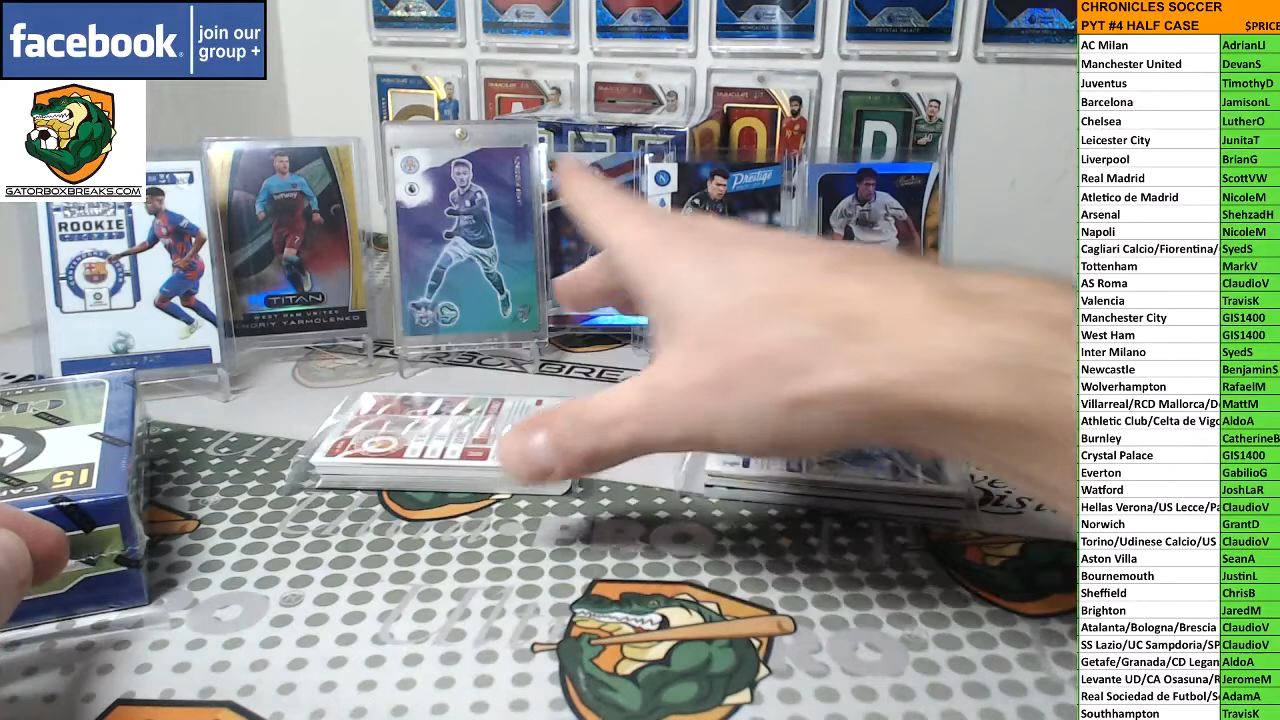 facebook. join our group +
GATORBOXBREAKS.COM
ROOKIE
TITAN
WEST HAM UNITED
ANDRIY YARMOLENKO
betway
Prestige
CRYSTAL PALACE
15
CHRONICLES SOCCER
PYT #4 HALF CASE $PRICE
AC Milan AdrianLI
Manchester United DevanS
Juventus TimothyD
Barcelona JamisonL
Chelsea LutherO
Leicester City JunitaT
Liverpool BrianG
Real Madrid ScottVW
Atletico de Madrid NicoleM
Arsenal ShehzadH
Napoli NicoleM
Cagliari Calcio/Fiorentina/ SyedS
Tottenham MarkV
AS Roma ClaudioV
Valencia TravisK
Manchester City GIS1400
West Ham GIS1400
Inter Milano SyedS
Newcastle BenjaminS
Wolverhampton RafaelM
Villarreal/RCD Mallorca/D MattM
Athletic Club/Celta de Vigo AldoA
Burnley CatherineB
Crystal Palace GIS1400
Everton GabilioG
Watford JoshLaR
Hellas Verona/US Lecce/Pa ClaudioV
Norwich GrantD
Torino/Udinese Calcio/US ClaudioV
Aston Villa SeanA
Bournemouth JustinL
Sheffield ChrisB
Brighton JaredM
Atalanta/Bologna/Brescia ClaudioV
SS Lazio/UC Sampdoria/SP ClaudioV
Getafe/Granada/CD Legan AldoA
Levante UD/CA Osasuna/R JeromeM
Real Sociedad de Futbol/Se AdamA
Southhampton TravisK